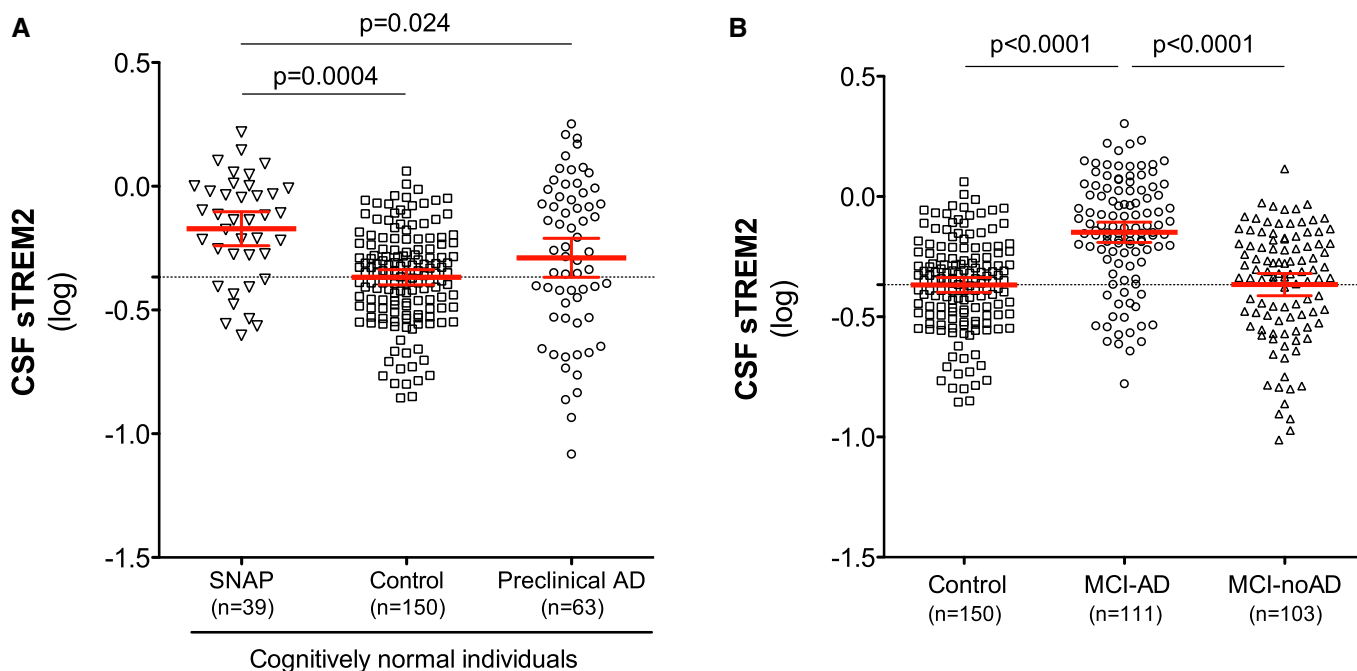 A
p=0.024
p=0.0004
0.5
0.0
-0.5
-1.0
-1.5
CSF sTREM2
(log)
SNAP
(n=39)
Control
(n=150)
Preclinical AD
(n=63)
Cognitively normal individuals
B
p<0.0001
p<0.0001
0.5
0.0
-0.5
-1.0
-1.5
CSF sTREM2
(log)
Control
(n=150)
MCI-AD
(n=111)
MCI-noAD
(n=103)